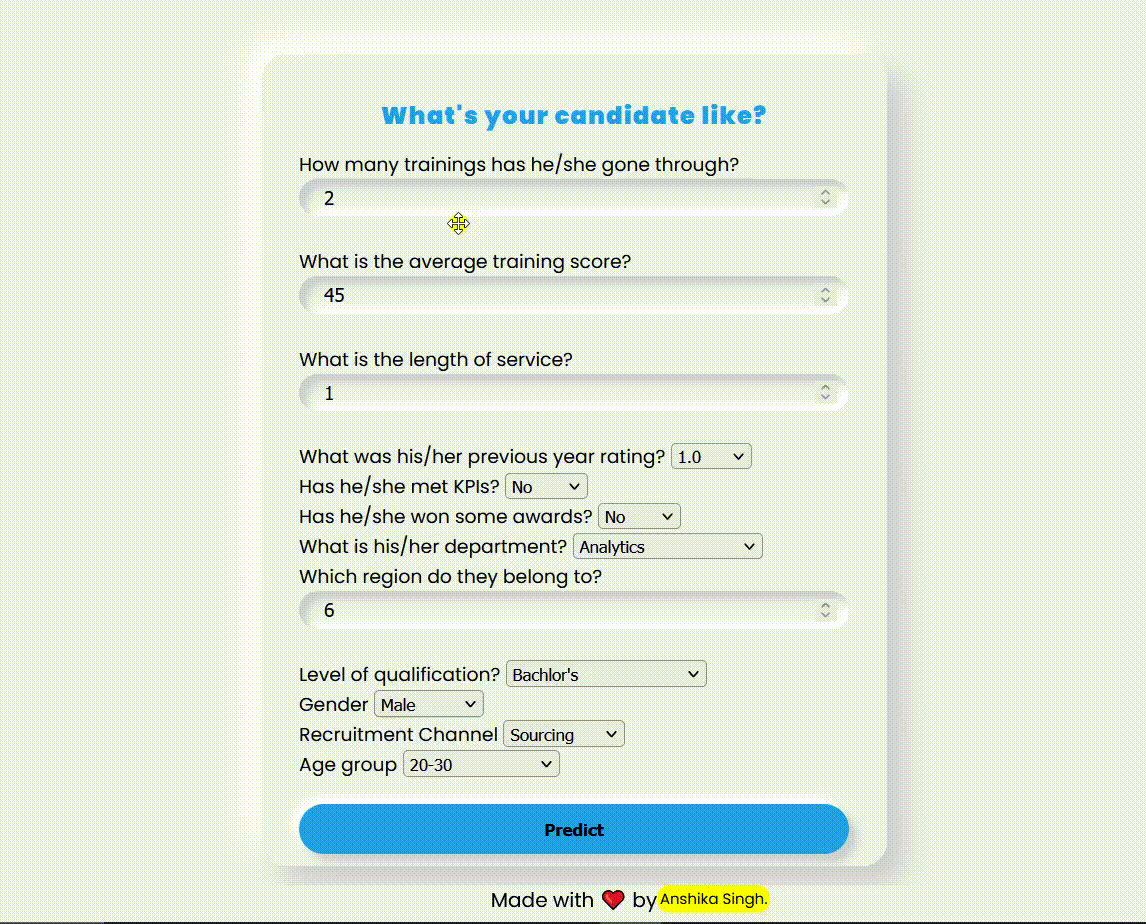 What's your candidate like?
How many trainings has he/she gone through?
2
What is the average training score?
45
What is the length of service?
1
What was his/her previous year rating? 1.0
Has he/she met KPIs? No
Has he/she won some awards? No
What is his/her department? Analytics
Which region do they belong to?
6
Level of qualification? Bachlor's
Gender Male
Recruitment Channel Sourcing
Age group 20-30
Predict
Made with ❤️ by Anshika Singh.